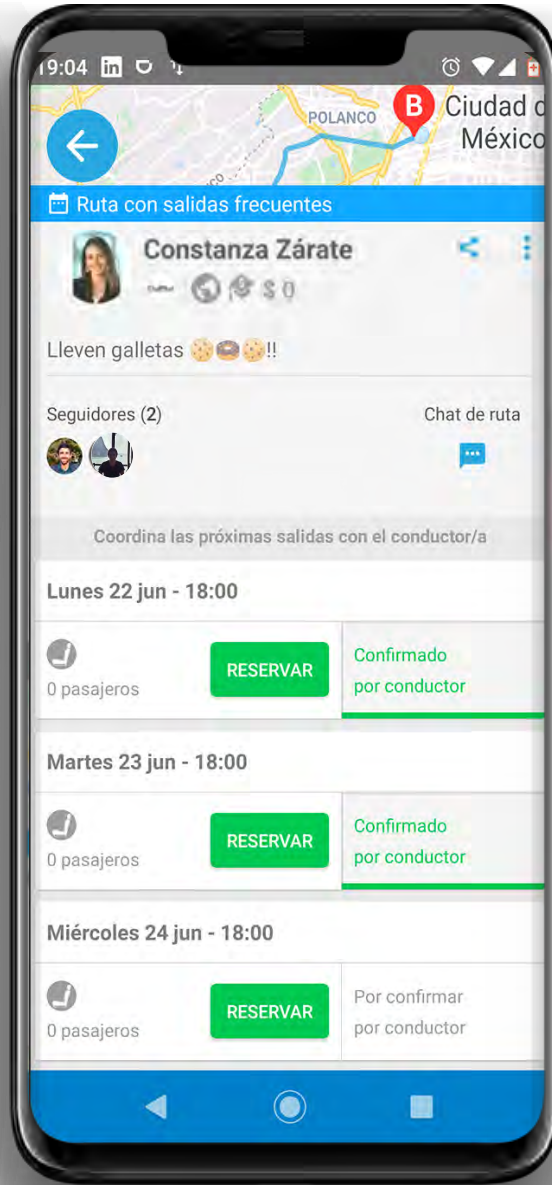 19:04
POLANCO
B
Ciudad d
México
Ruta con salidas frecuentes
Constanza Zárate
$ 0
Lleven galletas 🍪🍩🍪!!
Seguidores (2)
Chat de ruta
Coordina las próximas salidas con el conductor/a
Lunes 22 jun - 18:00
0 pasajeros
RESERVAR
Confirmado
por conductor
Martes 23 jun - 18:00
0 pasajeros
RESERVAR
Confirmado
por conductor
Miércoles 24 jun - 18:00
0 pasajeros
RESERVAR
Por confirmar
por conductor